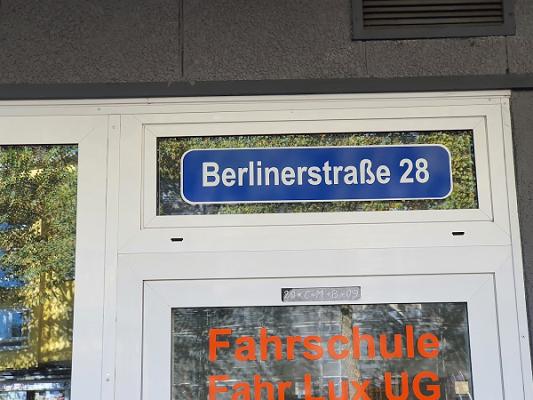 Berlinerstraße 28
20*C+M+B+09
Fahrschule
Fahr Lux UG